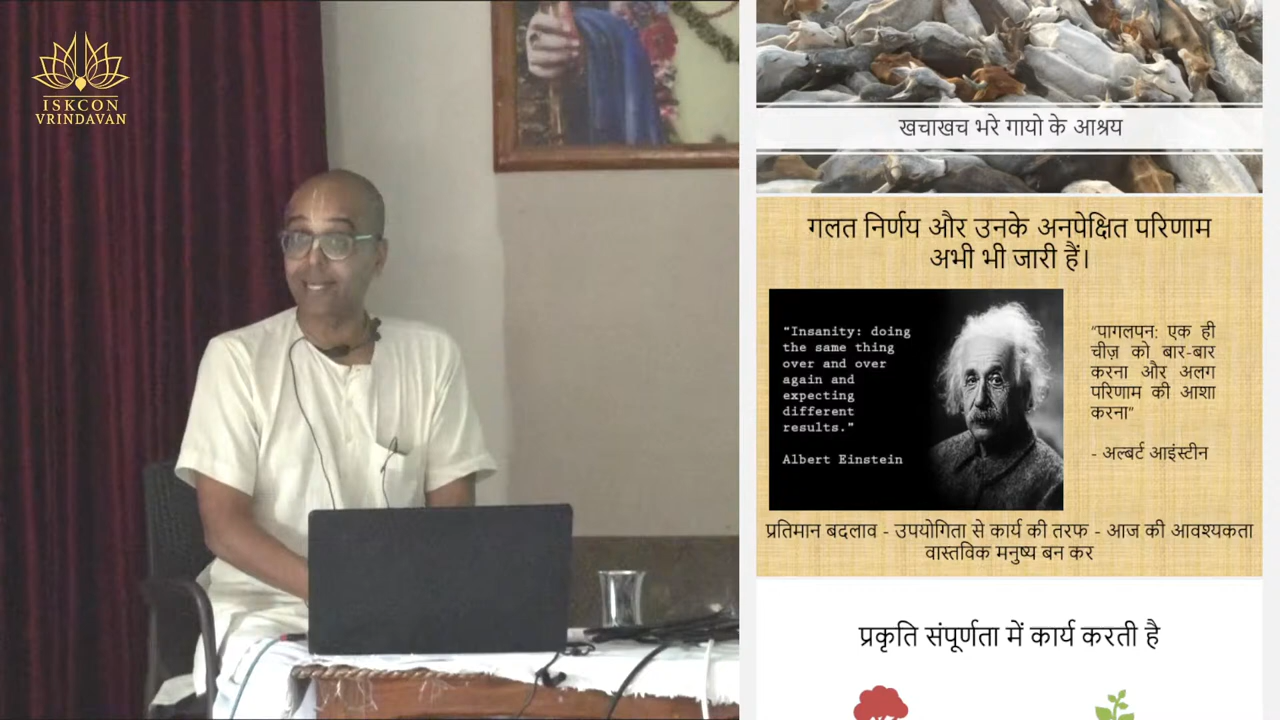 ISKCON
VRINDAVAN
खचाखच भरे गायो के आश्रय
गलत निर्णय और उनके अनपेक्षित परिणाम
अभी भी जारी हैं।
"Insanity: doing
the same thing
over and over
again and
expecting
different
results."
Albert Einstein
"पागलपन: एक ही
चीज़ को बार-बार
करना और अलग
परिणाम की आशा
करना"
- अल्बर्ट आइंस्टीन
प्रतिमान बदलाव - उपयोगिता से कार्य की तरफ - आज की आवश्यकता
वास्तविक मनुष्य बन कर
प्रकृति संपूर्णता में कार्य करती है